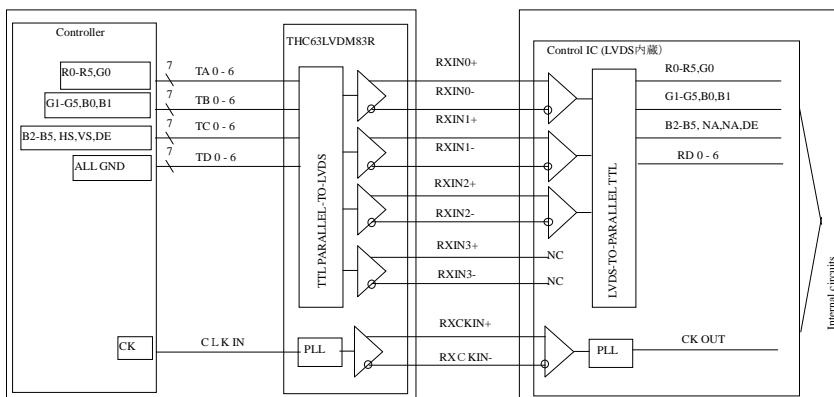 Controller
THC63LVDM83R
Control IC (LVDS内蔵)
7
R0-R5,G0
TA 0 - 6
RXIN0+
R0-R5,G0
7
G1-G5,B0,B1
TB 0 - 6
RXIN0-
G1-G5,B0,B1
7
B2-B5, HS,VS,DE
TC 0 - 6
RXIN1+
B2-B5, NA,NA,DE
7
ALL GND
TD 0 - 6
RXIN1-
RD 0 - 6
RXIN2+
RXIN2-
RXIN3+
NC
RXIN3-
NC
TTL PARALLEL-TO-LVDS
LVDS-TO-PARALLEL TTL
Internal circuits
RXCKIN+
CK
C L K IN
PLL
RXC KIN-
PLL
CK OUT